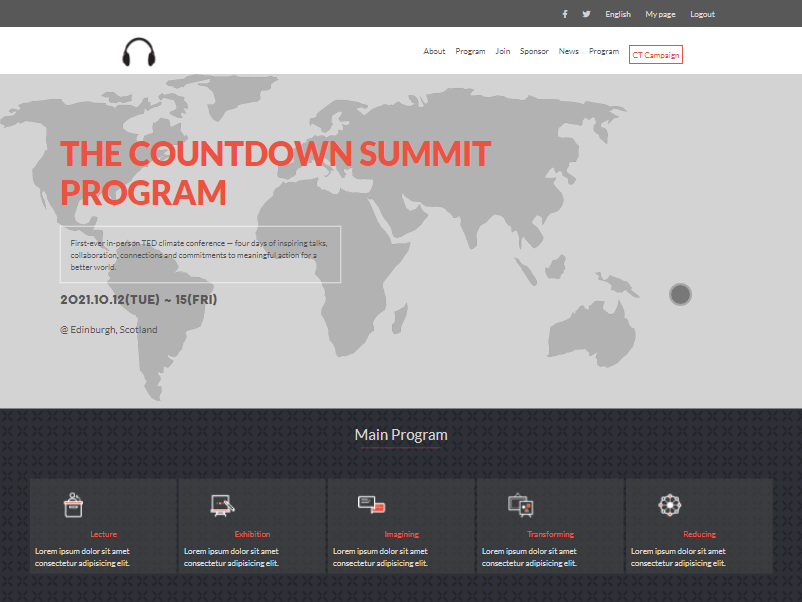 English My page Logout
About Program Join Sponsor News Program CT Campaign
THE COUNTDOWN SUMMIT
PROGRAM
First-ever in-person TED climate conference — four days of inspiring talks,
collaboration, connections and commitments to meaningful action for a
better world.
2021.10.12(TUE) ~ 15(FRI)
@ Edinburgh, Scotland
Main Program
Lecture
Lorem ipsum dolor sit amet
consectetur adipisicing elit.
Exhibition
Lorem ipsum dolor sit amet
consectetur adipisicing elit.
Imagining
Lorem ipsum dolor sit amet
consectetur adipisicing elit.
Transforming
Lorem ipsum dolor sit amet
consectetur adipisicing elit.
Reducing
Lorem ipsum dolor sit amet
consectetur adipisicing elit.